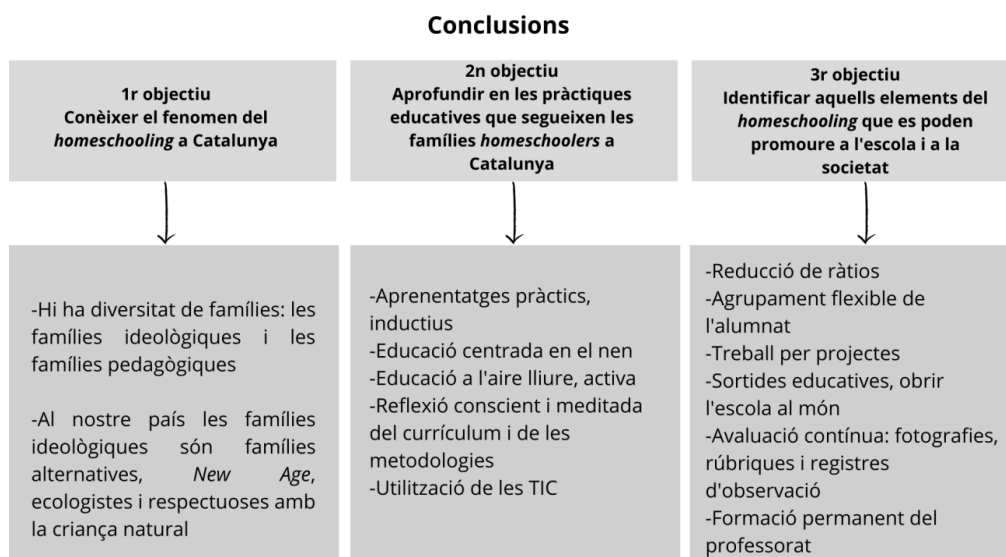 Conclusions
1r objectiu
Conèixer el fenomen del
homeschooling a Catalunya
2n objectiu
Aprofundir en les pràctiques
educatives que segueixen les
famílies homeschoolers a
Catalunya
3r objectiu
Identificar aquells elements del
homeschooling que es poden
promoure a l'escola i a la
societat
-Hi ha diversitat de famílies: les
famílies ideològiques i les
famílies pedagògiques
-Al nostre país les famílies
ideològiques són famílies
alternatives, New Age,
ecologistes i respectuoses amb
la criança natural
-Aprenentatges pràctics,
inductius
-Educació centrada en el nen
-Educació a l'aire lliure, activa
-Reflexió conscient i meditada
del currículum i de les
metodologies
-Utilització de les TIC
-Reducció de ràtios
-Agrupament flexible de
l'alumnat
-Treball per projectes
-Sortides educatives, obrir
l'escola al món
-Avaluació contínua: fotografies,
rúbriques i registres
d'observació
-Formació permanent del
professorat